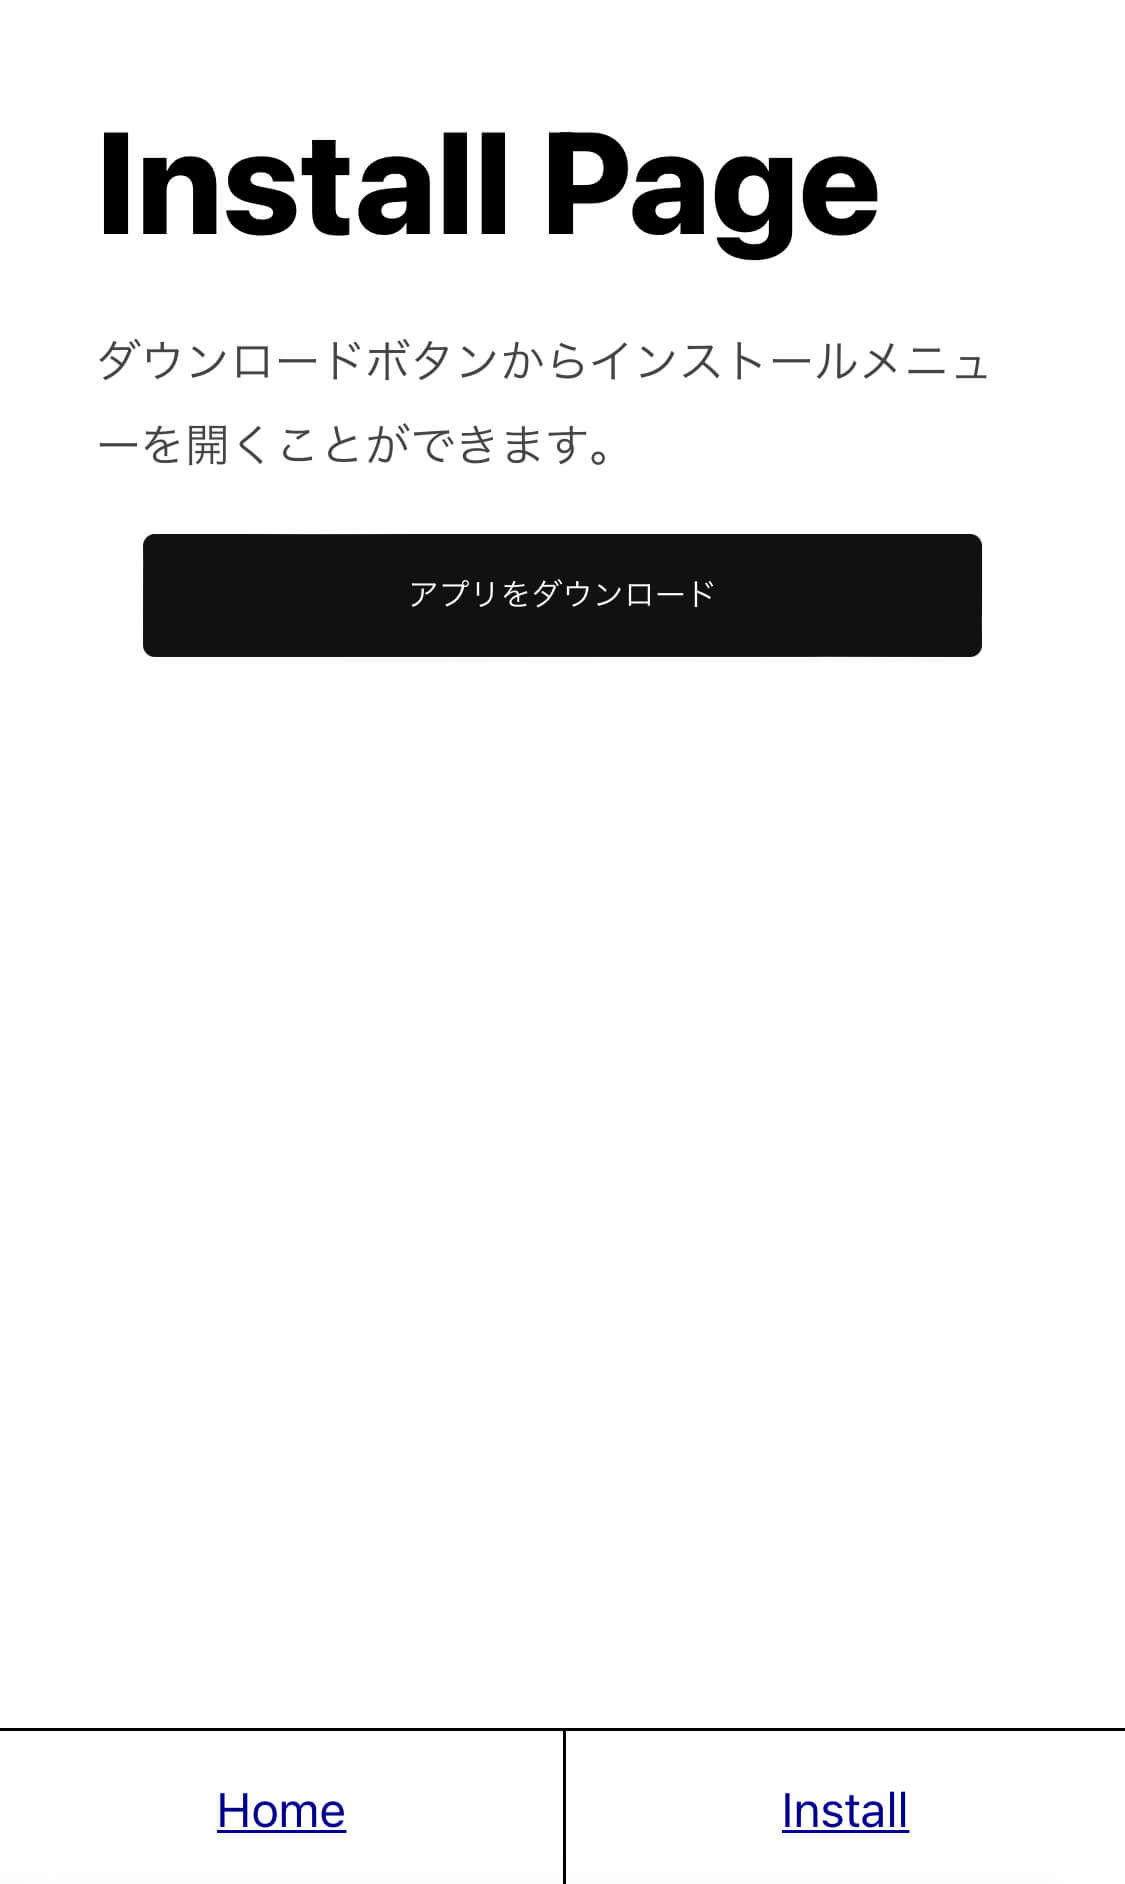 Install Page
ダウンロードボタンからインストールメニュ
ーを開くことができます。
アプリをダウンロード
Home
Install